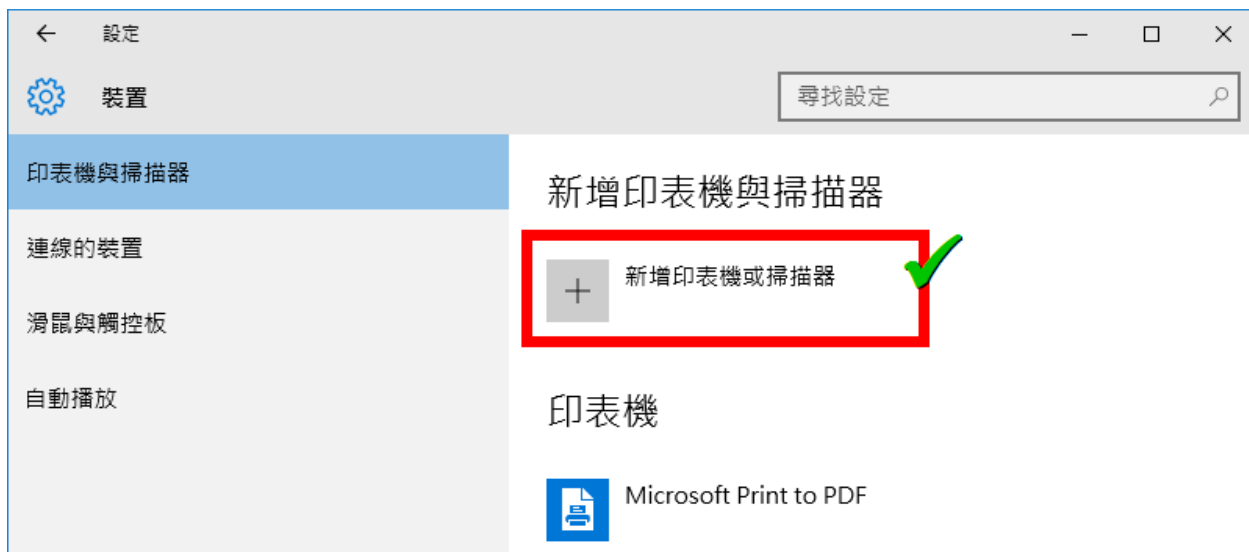 設定
裝置
尋找設定
印表機與掃描器
連線的裝置
滑鼠與觸控板
自動播放
新增印表機與掃描器
新增印表機或掃描器
印表機
Microsoft Print to PDF